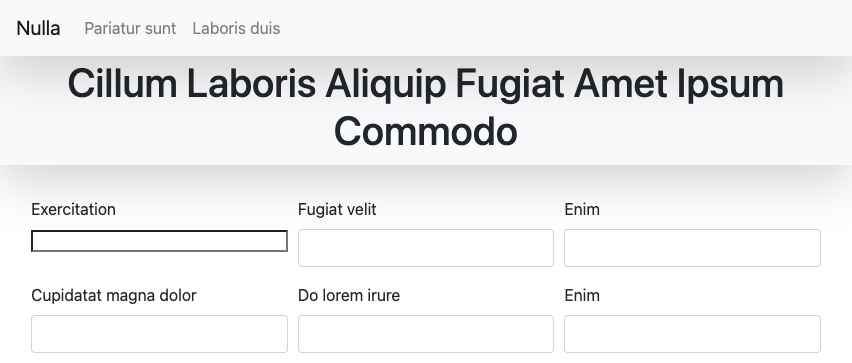 Nulla Pariatur sunt Laboris duis
Cillum Laboris Aliquip Fugiat Amet Ipsum
Commodo
Exercitation Fugiat velit Enim
Cupidatat magna dolor Do lorem irure Enim